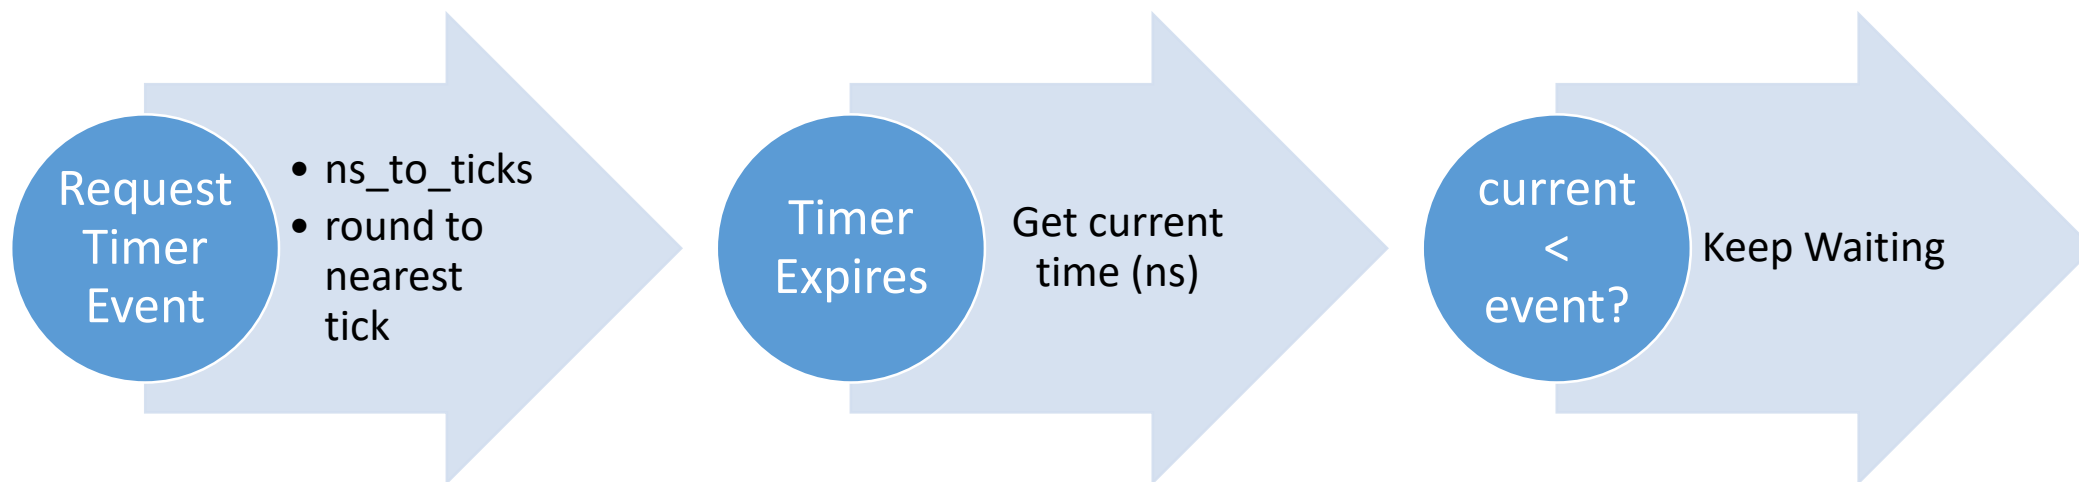 Request
Timer
Event
• ns_to_ticks
• round to
nearest
tick
Timer
Expires
Get current
time (ns)
current
<
event?
Keep Waiting